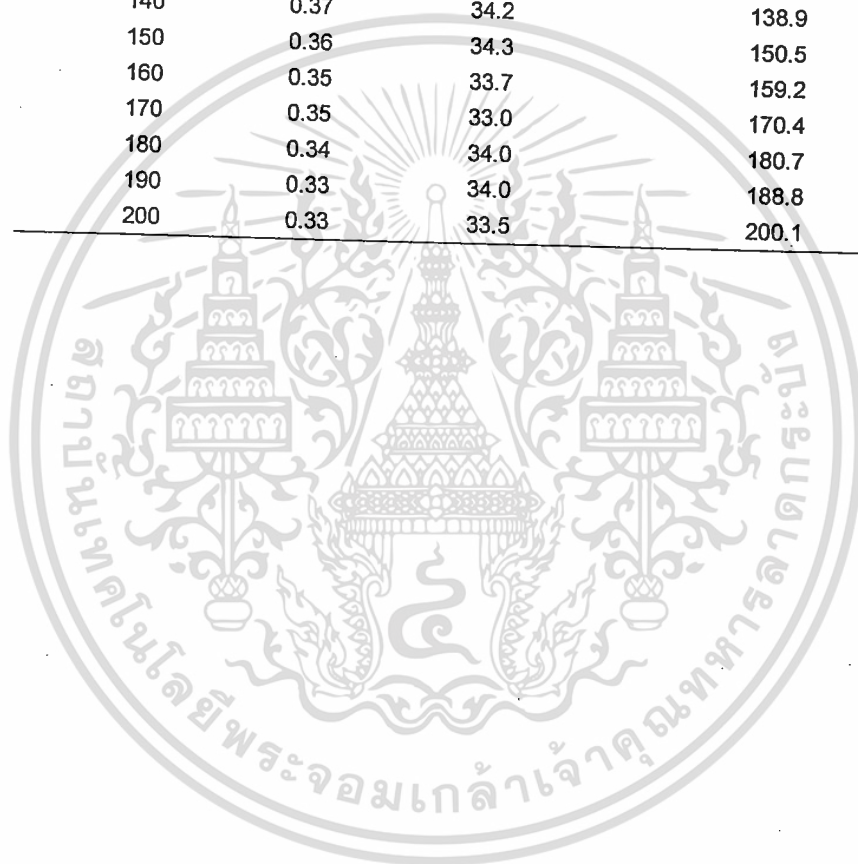 140 0.37 34.2 138.9
150 0.36 34.3 150.5
160 0.35 33.7 159.2
170 0.35 33.0 170.4
180 0.34 34.0 180.7
190 0.33 34.0 188.8
200 0.33 33.5 200.1
สถาบันเทคโนโลยีพระจอมเกล้าเจ้าคุณทหารลาดกระบัง